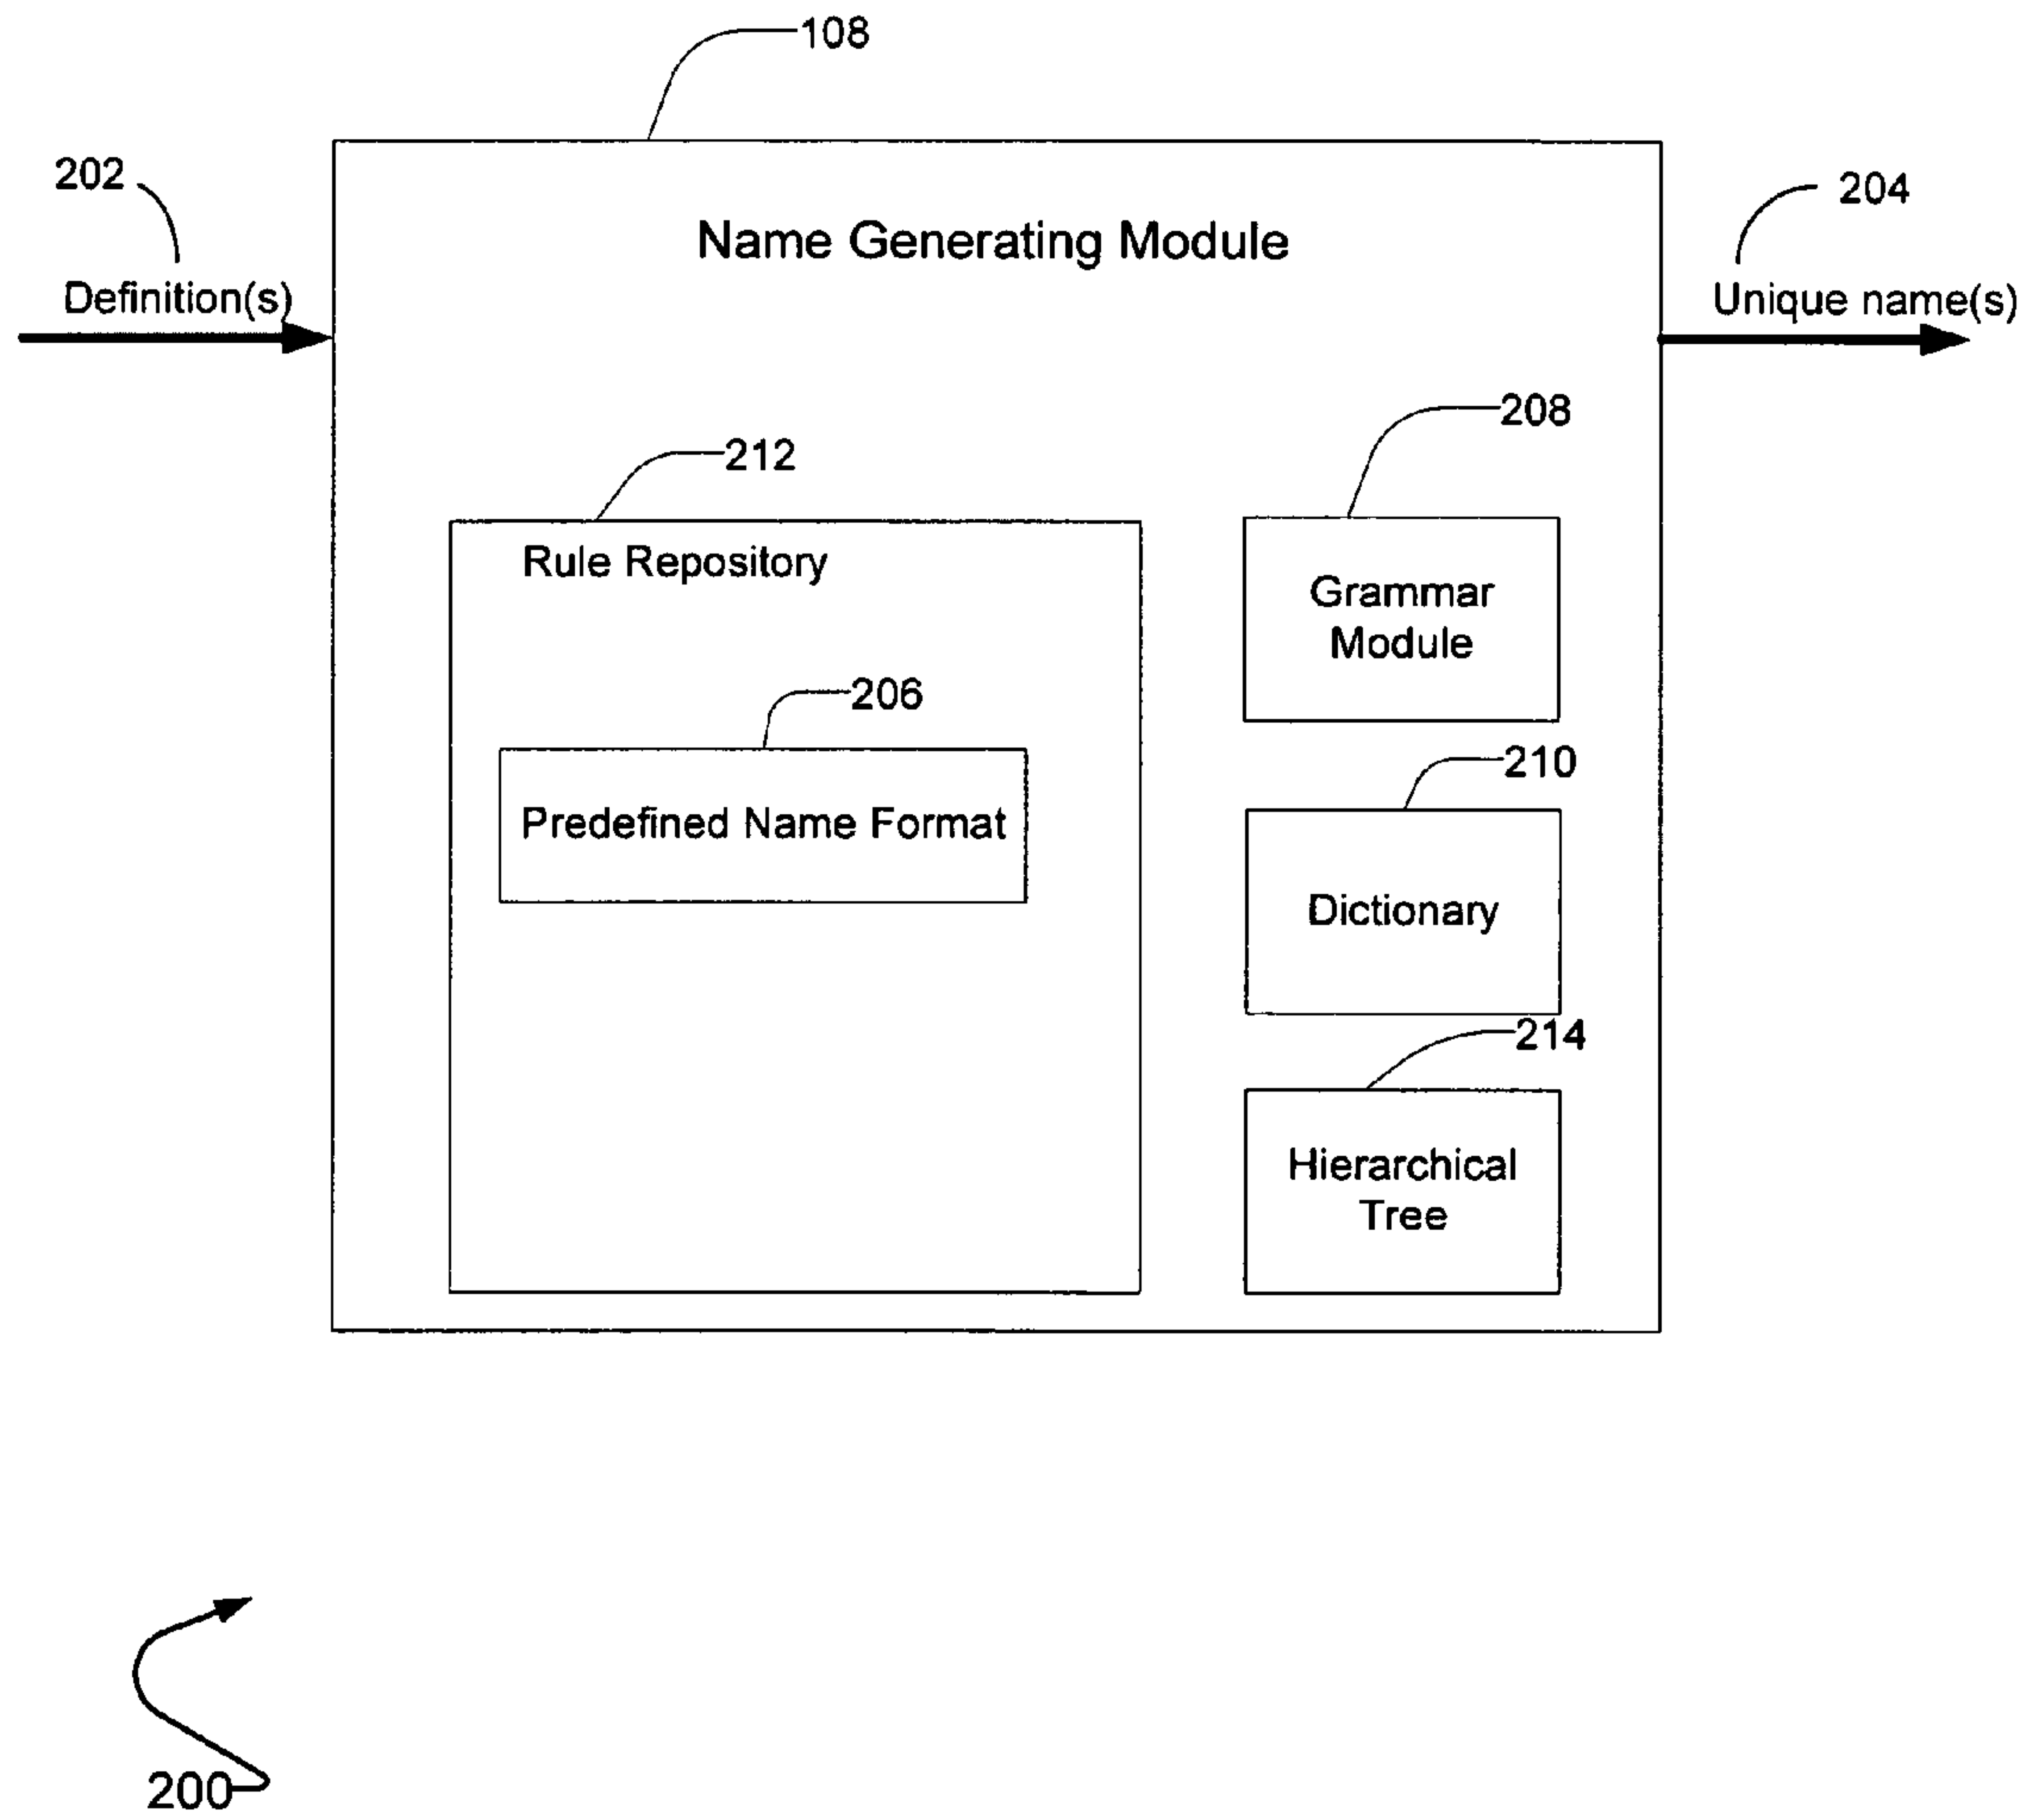 108
202
204
Name Generating Module
Definition(s)
Unique name(s)
208
212
Rule Repository
Grammar
Module
206
210
Predefined Name Format
Dictionary
214
Hierarchical
Tree
200